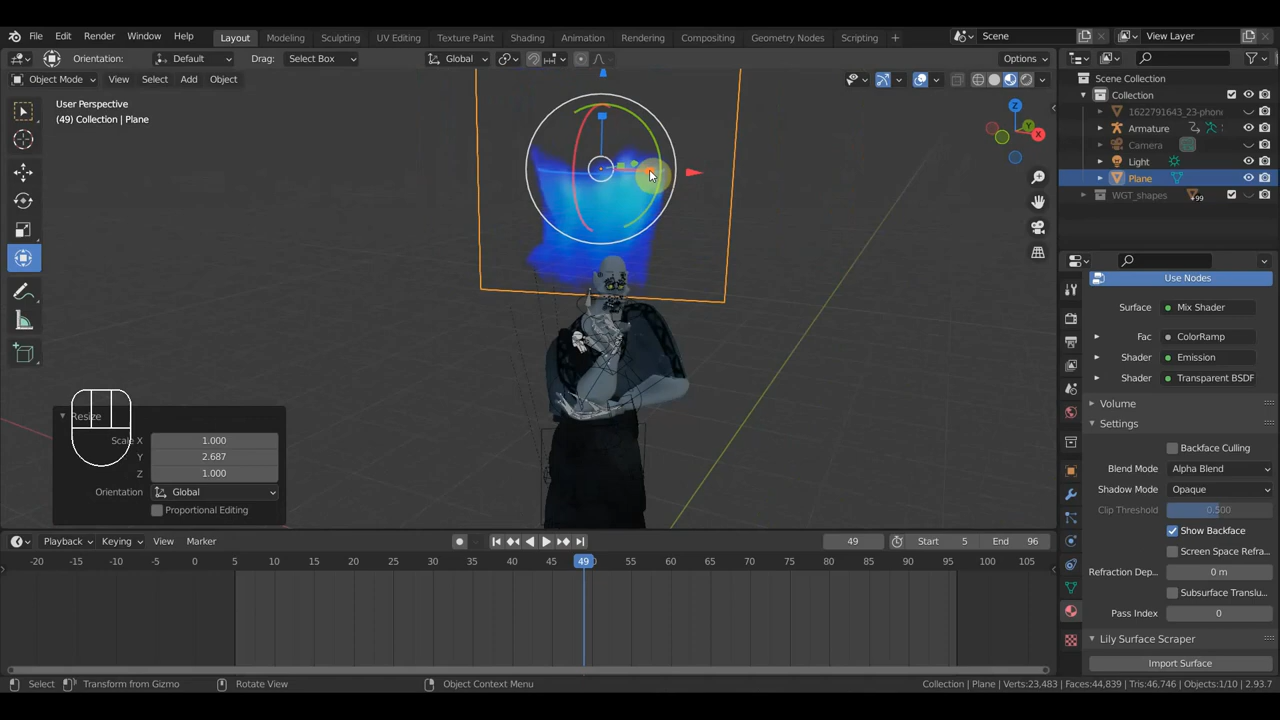 File Edit Render Window Help Layout Modeling Sculpting UV Editing Texture Paint Shading Animation Rendering Compositing Geometry Nodes Scripting + Scene View Layer
Orientation: Default Drag: Select Box Global Options
Object Mode View Select Add Object
User Perspective
(49) Collection | Plane
Z
Y
X
Scene Collection
Collection
1622791643_23-phone
Armature
Camera
Light
Plane
WGT_shapes 99
Use Nodes
Surface Mix Shader
Fac ColorRamp
Shader Emission
Shader Transparent BSDF
Volume
Settings
Backface Culling
Blend Mode Alpha Blend
Shadow Mode Opaque
Clip Threshold 0.500
Show Backface
Screen Space Refra...
Refraction Dep... 0 m
Subsurface Translu...
Pass Index 0
Lily Surface Scraper
Import Surface
Resize
Scale X 1.000
Y 2.687
Z 1.000
Orientation Global
Proportional Editing
Playback Keying View Marker 49 Start 5 End 96
-20 -15 -10 -5 0 5 10 15 20 25 30 35 40 45 49 55 60 65 70 75 80 85 90 95 100 105
Select Transform from Gizmo Rotate View Object Context Menu Collection | Plane Verts:23,483 | Faces:44,839 | Tris:46,746 | Objects:1/10 | 2.93.7